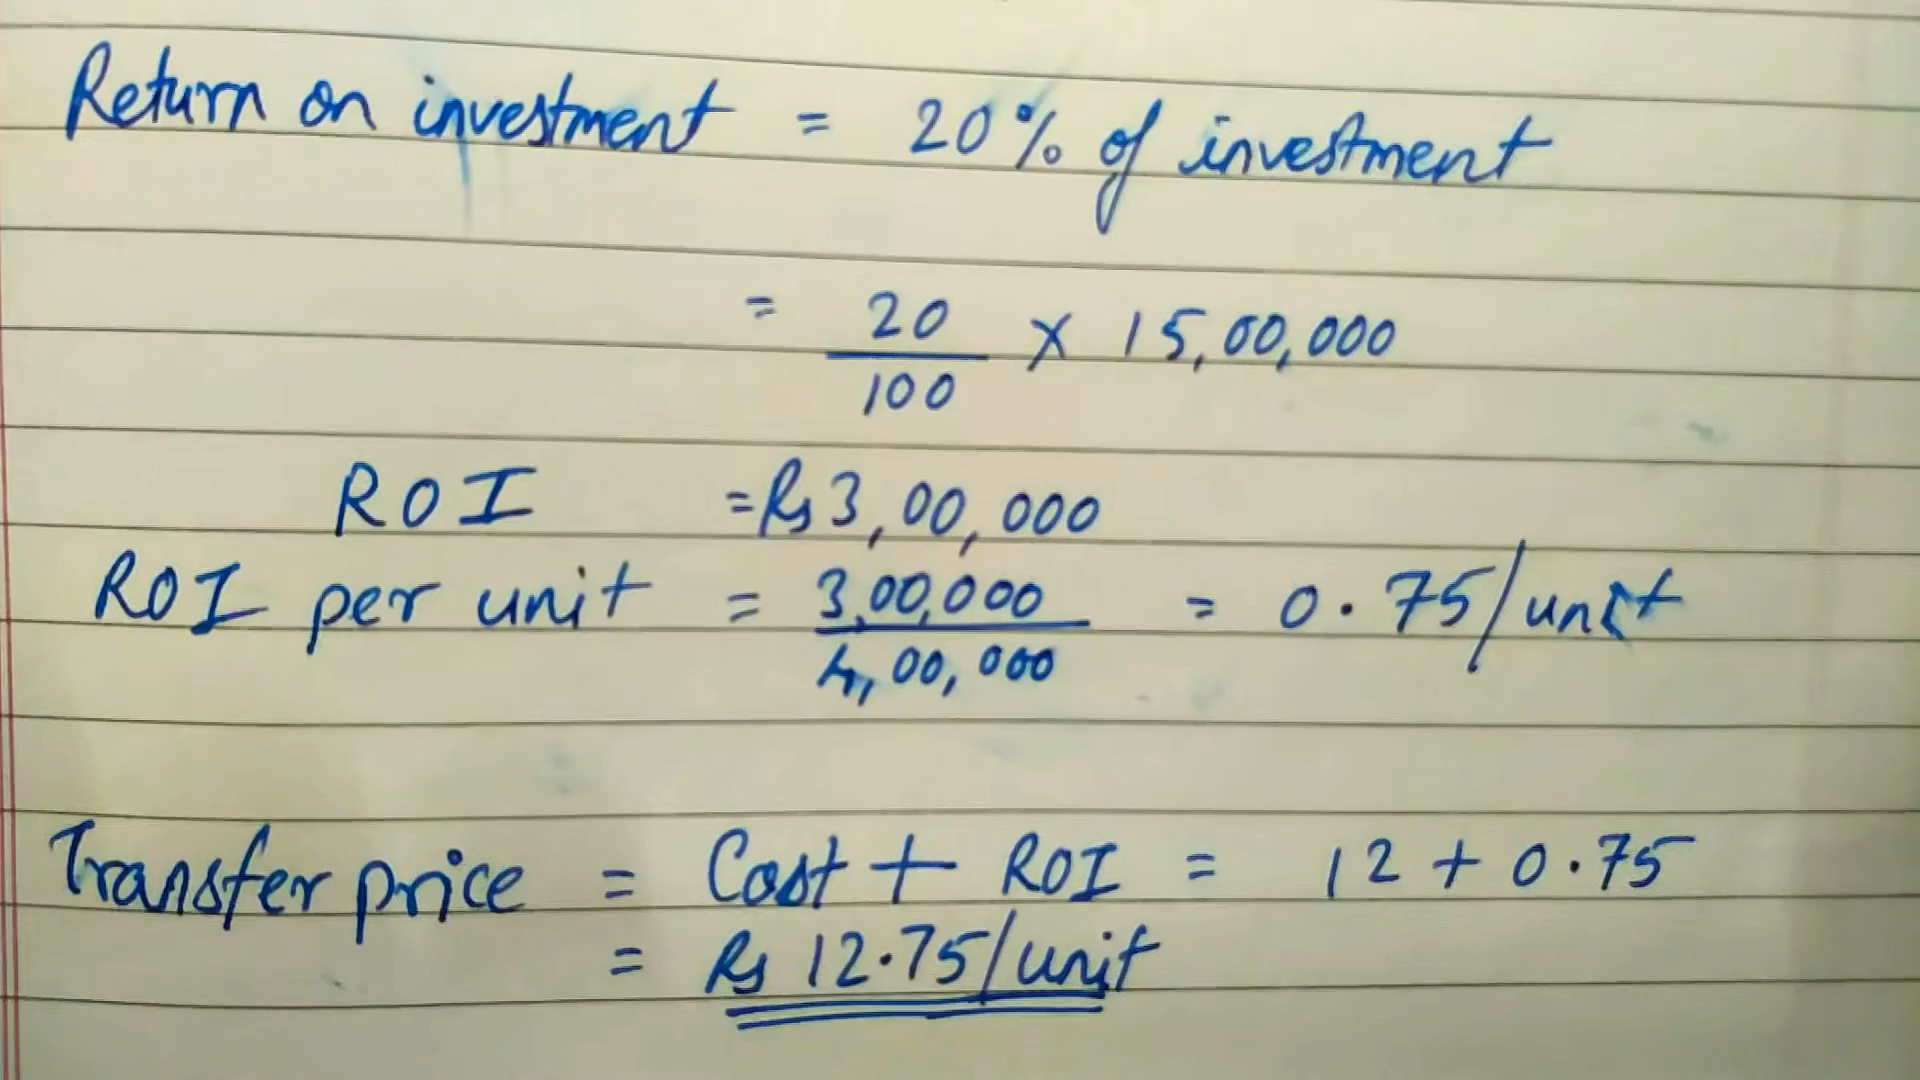 Return on investment = 20% of investment
= 20/100 X 15,00,000
ROI = Rs 3,00,000
ROI per unit = 3,00,000/4,00,000 = 0.75/unit
Transfer price = Cost + ROI = 12 + 0.75
= Rs 12.75/unit